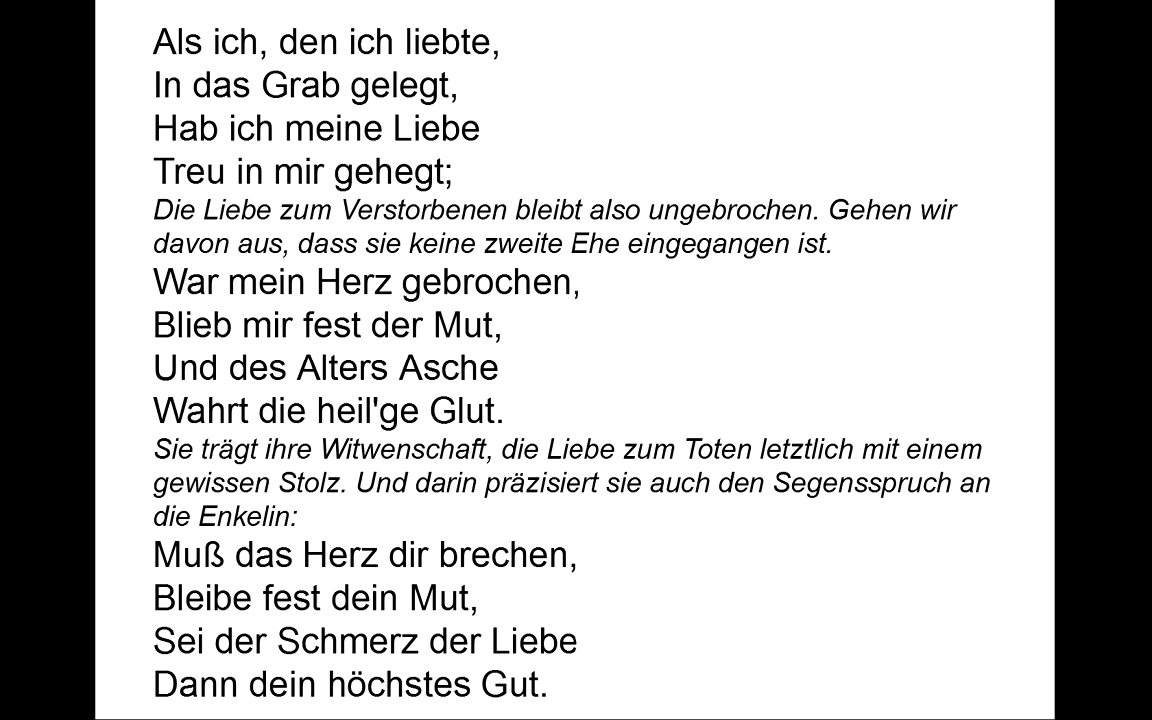 Als ich, den ich liebte,
In das Grab gelegt,
Hab ich meine Liebe
Treu in mir gehegt;
Die Liebe zum Verstorbenen bleibt also ungebrochen. Gehen wir
davon aus, dass sie keine zweite Ehe eingegangen ist.
War mein Herz gebrochen,
Blieb mir fest der Mut,
Und des Alters Asche
Wahrt die heil'ge Glut.
Sie trägt ihre Witwenschaft, die Liebe zum Toten letztlich mit einem
gewissen Stolz. Und darin präzisiert sie auch den Segensspruch an
die Enkelin:
Muß das Herz dir brechen,
Bleibe fest dein Mut,
Sei der Schmerz der Liebe
Dann dein höchstes Gut.